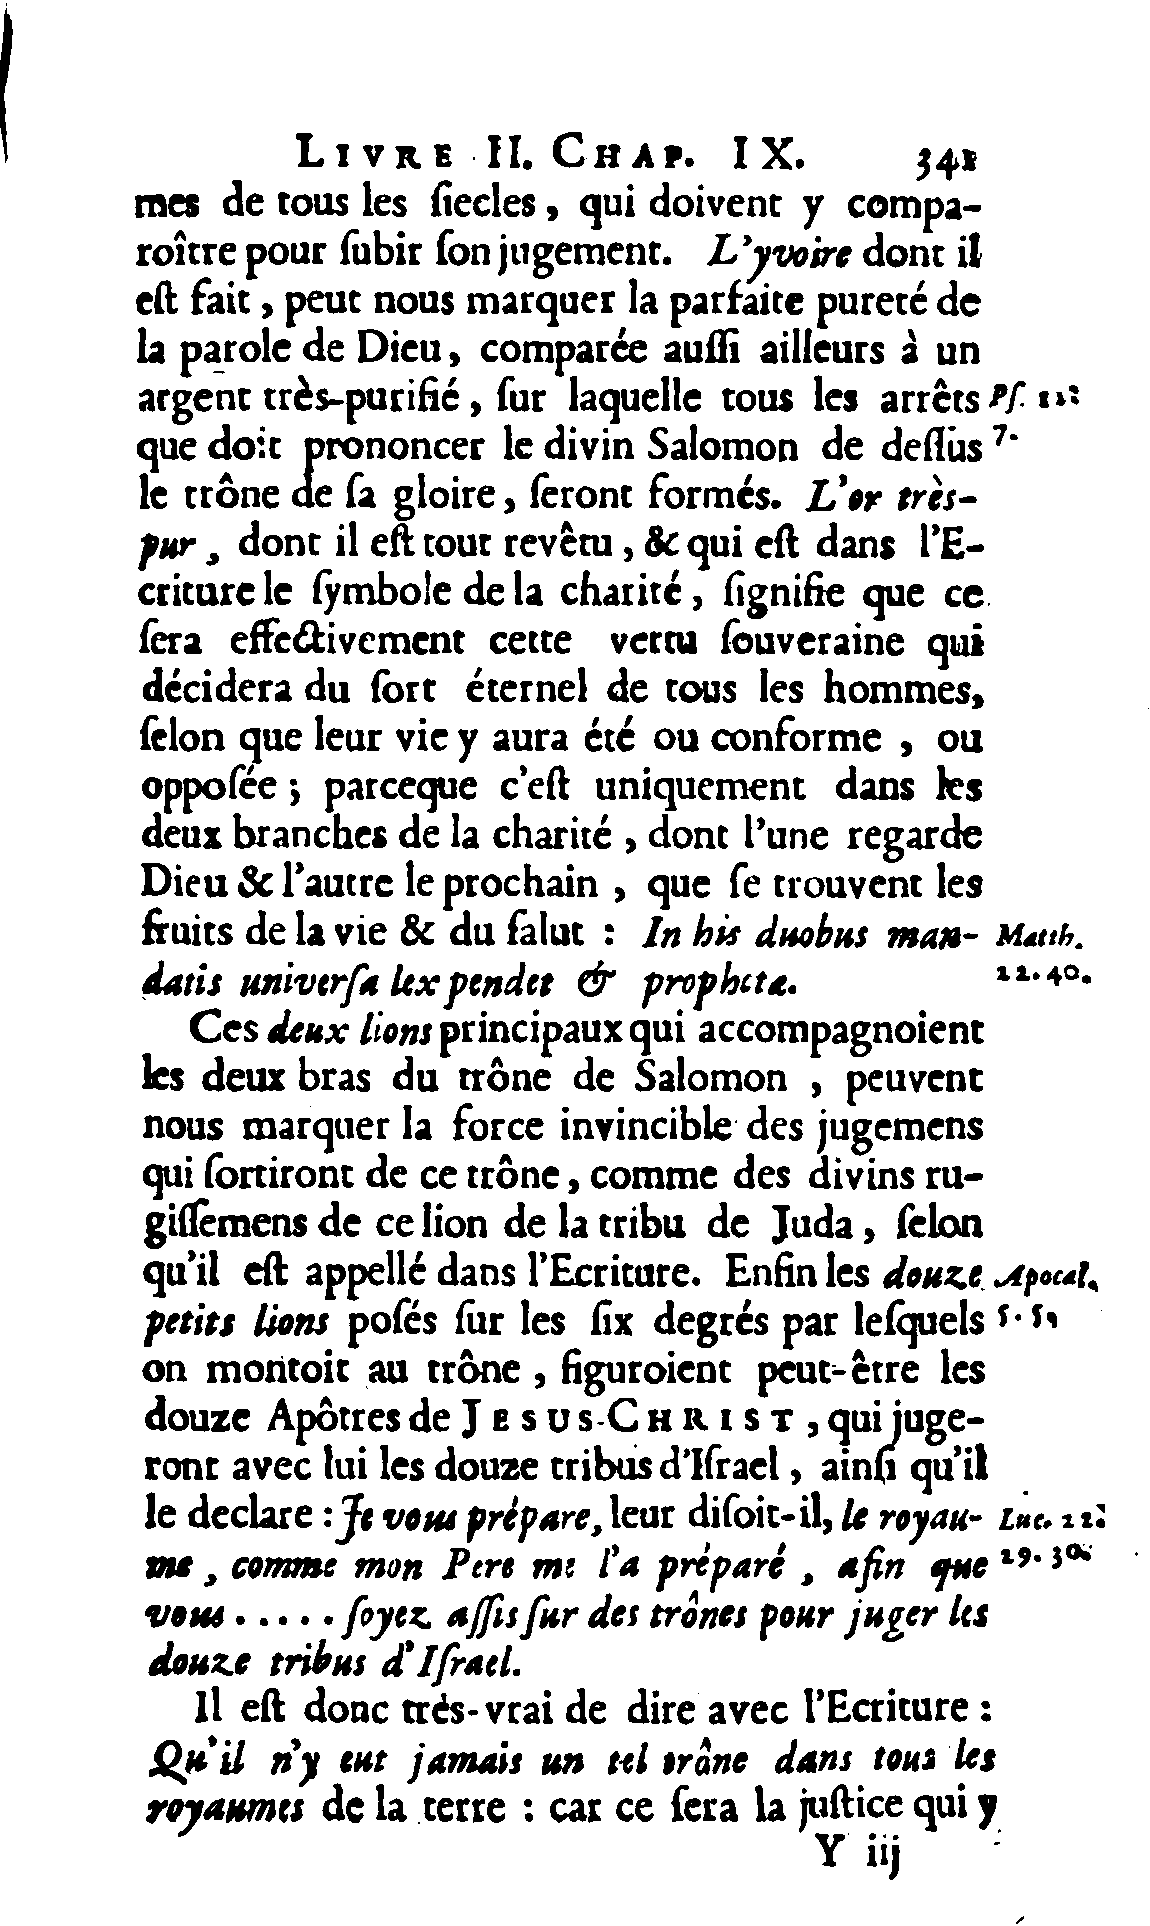 LIVRE II. CHAP. IX. 341
mes de tous les ſiecles, qui doivent y compa-
roître pour ſubir ſon jugement. L'yvoire dont il
eſt fait, peut nous marquer la parfaite pureté de
la parole de Dieu, comparée auſſi ailleurs à un
argent très-purifié, ſur laquelle tous les arrêts Pſ.
que doit prononcer le divin Salomon de deſſus 7.
le trône de ſa gloire, ſeront formés. L'or très-
pur, dont il eſt tout revêtu, & qui eſt dans l'E-
criture le ſymbole de la charité, ſignifie que ce
ſera effectivement cette vertu ſouveraine qui
décidera du ſort éternel de tous les hommes,
ſelon que leur vie y aura été ou conforme, ou
oppoſée ; parceque c'eſt uniquement dans les
deux branches de la charité, dont l'une regarde
Dieu & l'autre le prochain, que ſe trouvent les
fruits de la vie & du ſalut : In his duobus man- Matth.
datis univerſa lex pendet & prophetæ. 22. 40.
Ces deux lions principaux qui accompagnoient
les deux bras du trône de Salomon, peuvent
nous marquer la force invincible des jugemens
qui ſortiront de ce trône, comme des divins ru-
giſſemens de ce lion de la tribu de Juda, ſelon
qu'il eſt appellé dans l'Ecriture. Enfin les douze Apocal.
petits lions poſés ſur les ſix degrés par leſquels 5. 5.
on montoit au trône, figuroient peut-être les
douze Apôtres de JESUS-CHRIST, qui juge-
ront avec lui les douze tribus d'Iſrael, ainſi qu'il
le declare : Je vous prépare, leur diſoit-il, le royau- Luc. 22.
me, comme mon Pere me l'a préparé, afin que 29. 30.
vous ..... ſoyez aſſis ſur des trônes pour juger les
douze tribus d'Iſrael.
Il eſt donc très-vrai de dire avec l'Ecriture :
Qu'il n'y eut jamais un tel trône dans tous les
royaumes de la terre : car ce ſera la juſtice qui y
Y iij